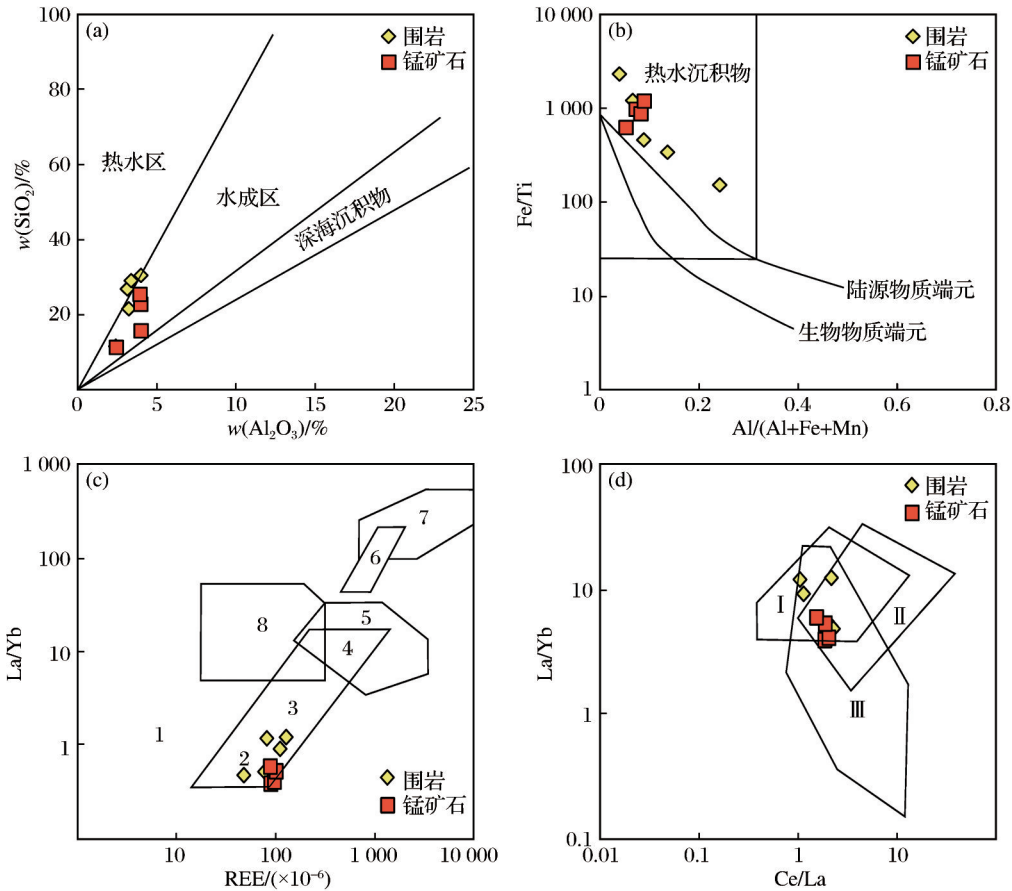 (a)
围岩
锰矿石
热水区
水成区
深海沉积物
100
80
60
40
20
0
5
10
15
20
25
w(SiO₂)/%
w(Al₂O₃)/%
(b)
围岩
锰矿石
热水沉积物
陆源物质端元
生物物质端元
10 000
1 000
100
10
1
0
0.2
0.4
0.6
0.8
Fe/Ti
Al/(Al+Fe+Mn)
(c)
7
6
8
5
4
3
1
2
围岩
锰矿石
1 000
100
10
1
10
100
1 000
10 000
La/Yb
REE/(×10⁻⁶)
(d)
围岩
锰矿石
Ⅰ
Ⅱ
Ⅲ
100
10
1
0.1
0.01
0.1
1
10
La/Yb
Ce/La